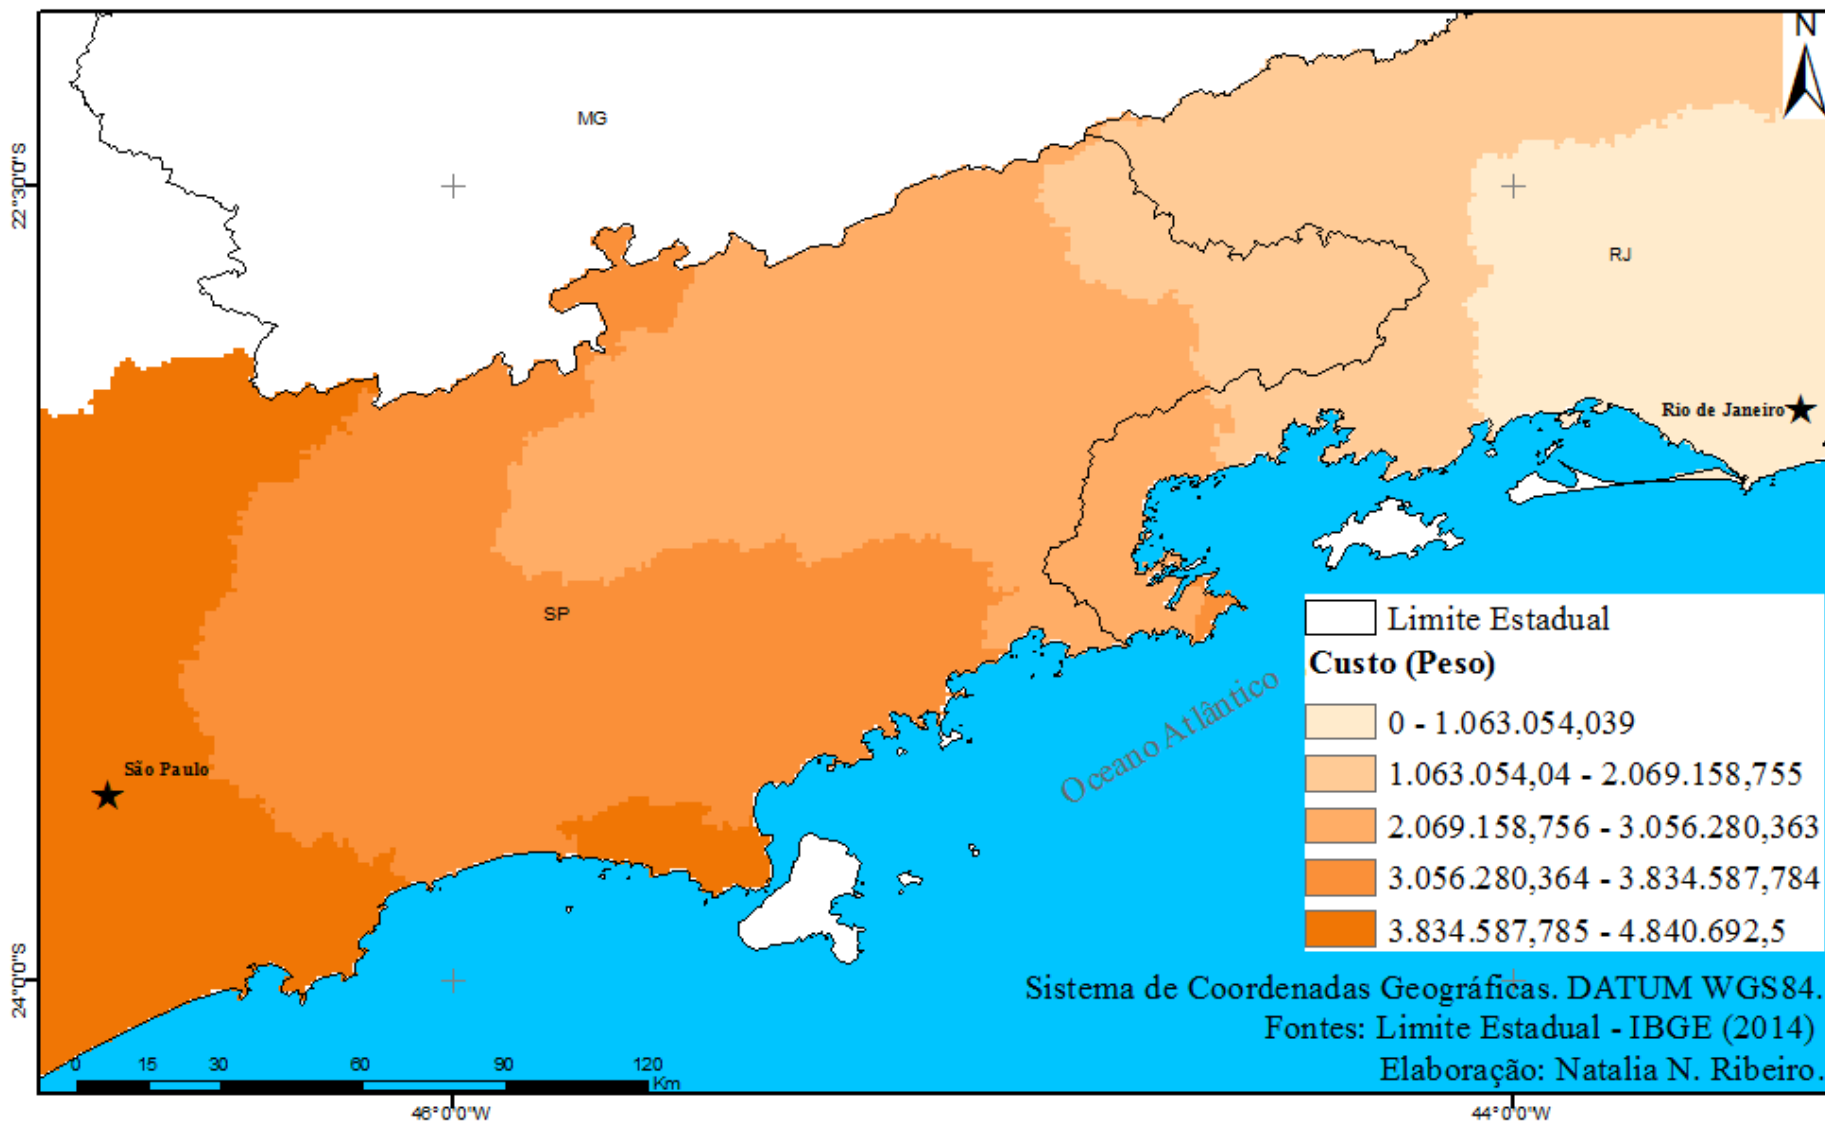 N
MG
22°30'0"S
RJ
Rio de Janeiro
SP
Limite Estadual
Custo (Peso)
0 - 1.063.054,039
1.063.054,04 - 2.069.158,755
2.069.158,756 - 3.056.280,363
3.056.280,364 - 3.834.587,784
3.834.587,785 - 4.840.692,5
Oceano Atlântico
São Paulo
24°0'0"S
Sistema de Coordenadas Geográficas. DATUM WGS84.
Fontes: Limite Estadual - IBGE (2014)
Elaboração: Natalia N. Ribeiro.
0 15 30 60 90 120
Km
46°0'0"W
44°0'0"W